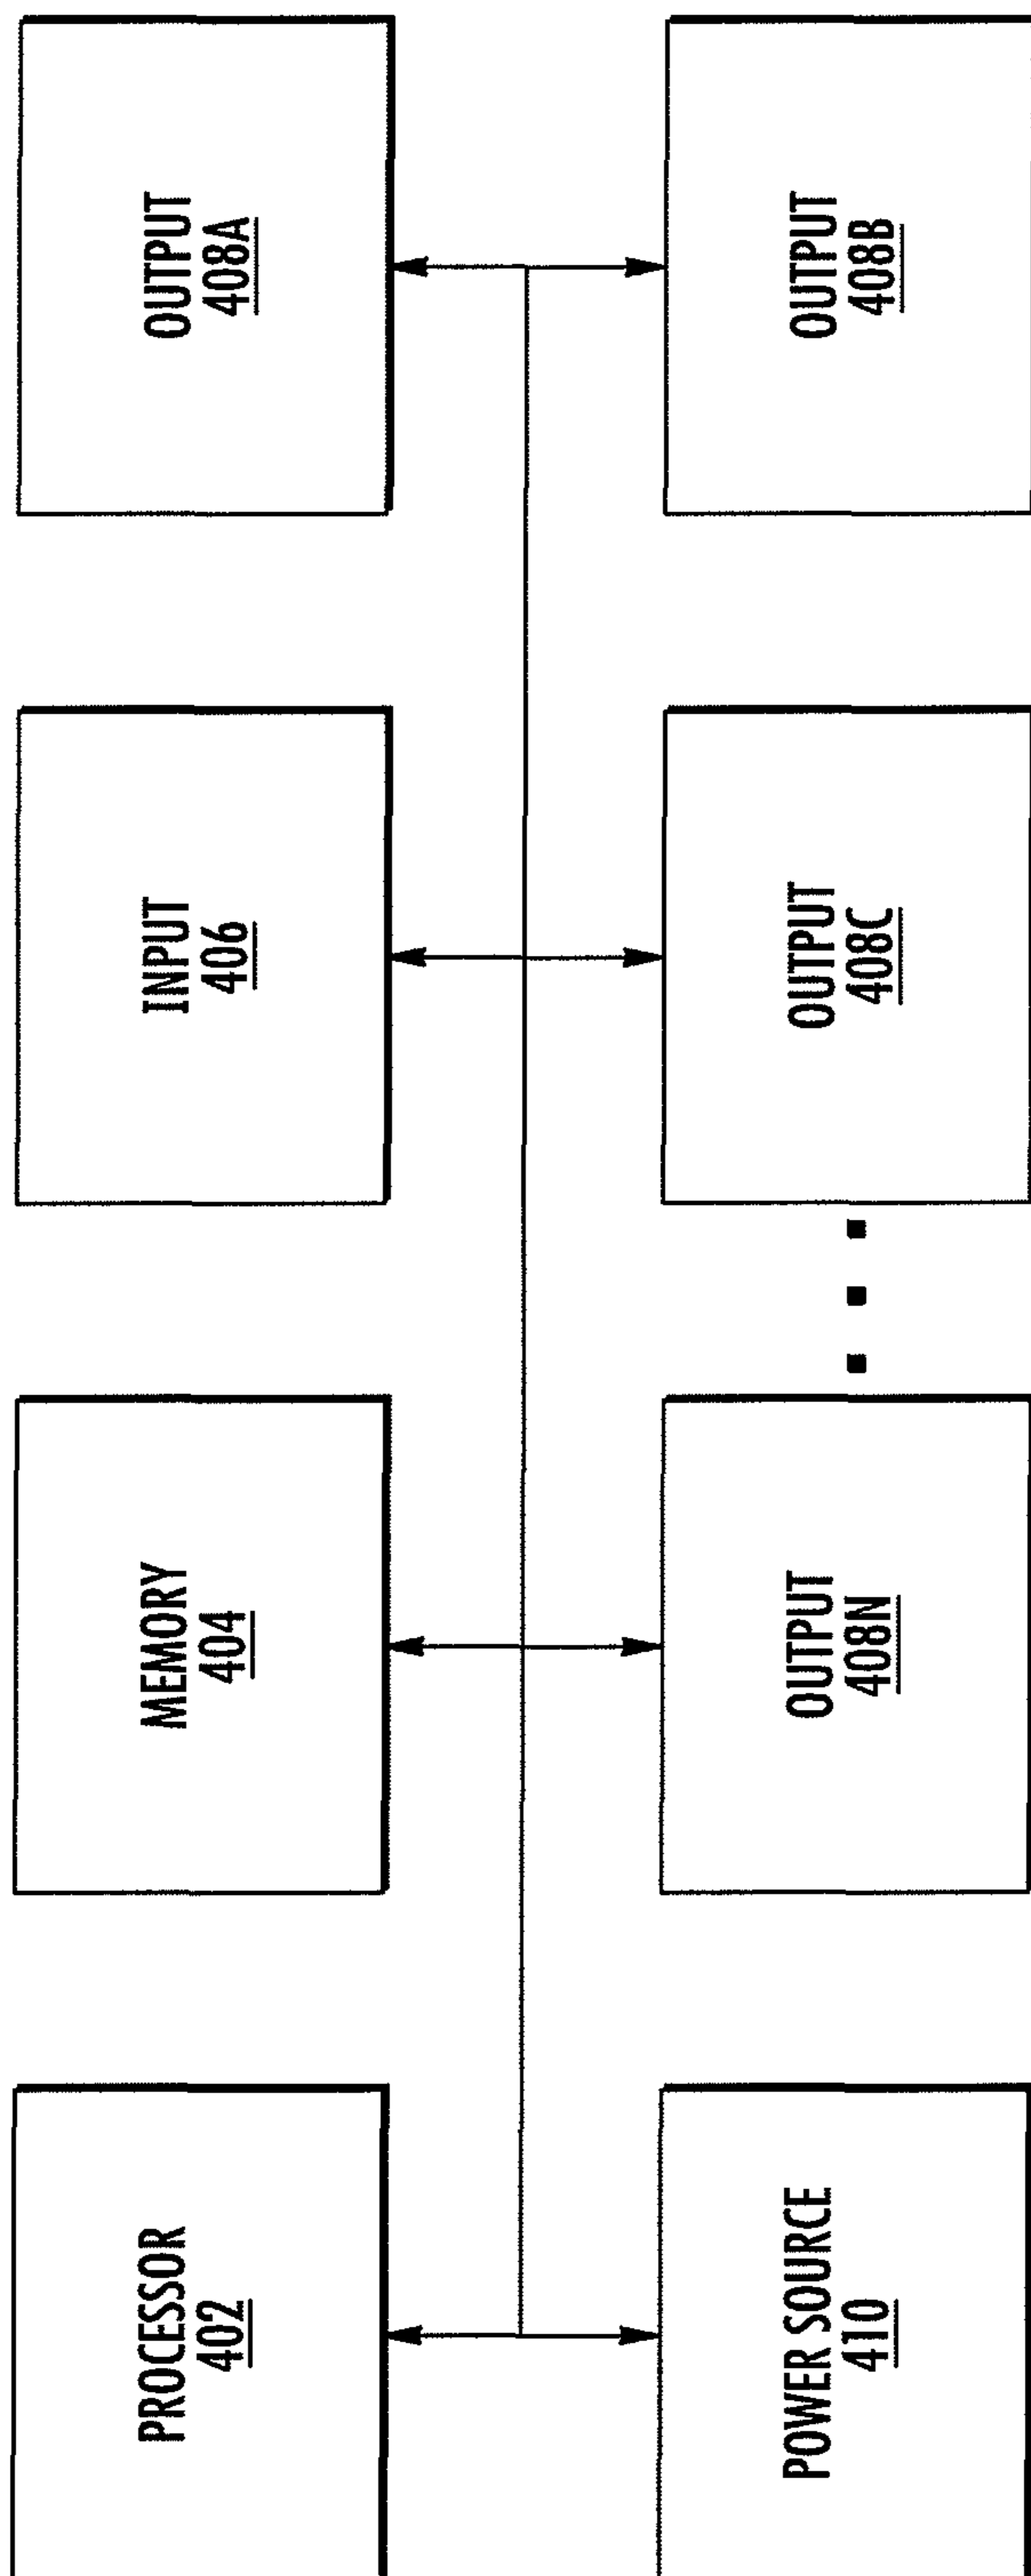 PROCESSOR
402
MEMORY
404
INPUT
406
OUTPUT
408A
POWER SOURCE
410
OUTPUT
408N
OUTPUT
408C
OUTPUT
408B